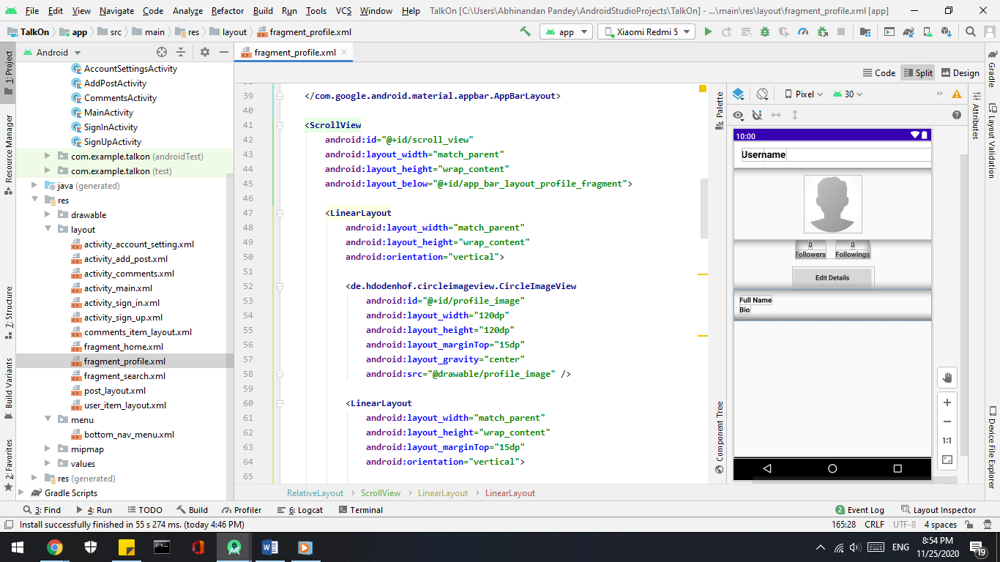 File Edit View Navigate Code Analyze Refactor Build Run Tools VCS Window Help TalkOn [C:\Users\Abhinandan Pandey\AndroidStudioProjects\TalkOn] - ...\main\res\layout\fragment_profile.xml [app]
TalkOn app src main res layout fragment_profile.xml app Xiaomi Redmi 5
Android
fragment_profile.xml
Code Split Design
1: Project
Resource Manager
7: Structure
Build Variants
2: Favorites
AccountSettingsActivity
AddPostActivity
CommentsActivity
MainActivity
SignInActivity
SignUpActivity
com.example.talkon (androidTest)
com.example.talkon (test)
java (generated)
res
drawable
layout
activity_account_setting.xml
activity_add_post.xml
activity_comments.xml
activity_main.xml
activity_sign_in.xml
activity_sign_up.xml
comments_item_layout.xml
fragment_home.xml
fragment_profile.xml
fragment_search.xml
post_layout.xml
user_item_layout.xml
menu
bottom_nav_menu.xml
mipmap
values
res (generated)
Gradle Scripts
39 </com.google.android.material.appbar.AppBarLayout>
40
41 <ScrollView
42 android:id="@+id/scroll_view"
43 android:layout_width="match_parent"
44 android:layout_height="wrap_content"
45 android:layout_below="@+id/app_bar_layout_profile_fragment">
46
47 <LinearLayout
48 android:layout_width="match_parent"
49 android:layout_height="wrap_content"
50 android:orientation="vertical">
51
52 <de.hdodenhof.circleimageview.CircleImageView
53 android:id="@+id/profile_image"
54 android:layout_width="120dp"
55 android:layout_height="120dp"
56 android:layout_marginTop="15dp"
57 android:layout_gravity="center"
58 android:src="@drawable/profile_image" />
59
60 <LinearLayout
61 android:layout_width="match_parent"
62 android:layout_height="wrap_content"
63 android:layout_marginTop="15dp"
64 android:orientation="vertical">
65
RelativeLayout ScrollView LinearLayout LinearLayout
Palette
Component Tree
Pixel 30
10:00
Username
0 0
Followers Followings
Edit Details
Full Name
Bio
1:1
Attributes
Gradle
Layout Validation
Device File Explorer
3: Find 4: Run TODO Build Profiler 6: Logcat Terminal 2 Event Log Layout Inspector
Install successfully finished in 55 s 274 ms. (today 4:46 PM) 165:28 CRLF UTF-8 4 spaces
ENG 8:54 PM
11/25/2020 19